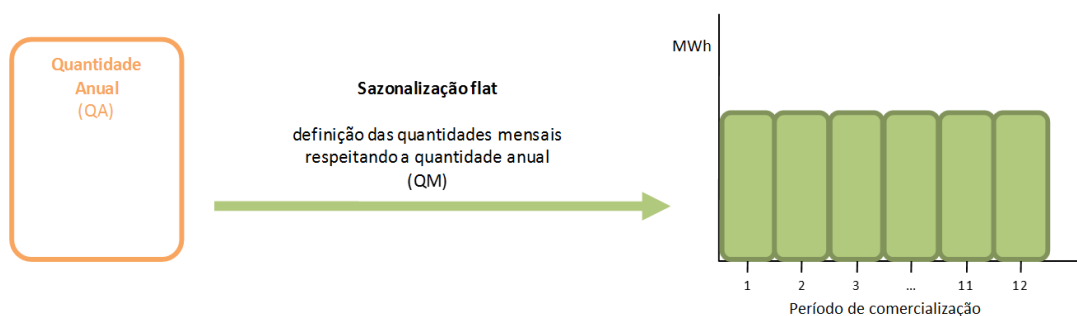 Quantidade
Anual
(QA)
Sazonalização flat
definição das quantidades mensais
respeitando a quantidade anual
(QM)
MWh
1 2 3 ... 11 12
Período de comercialização